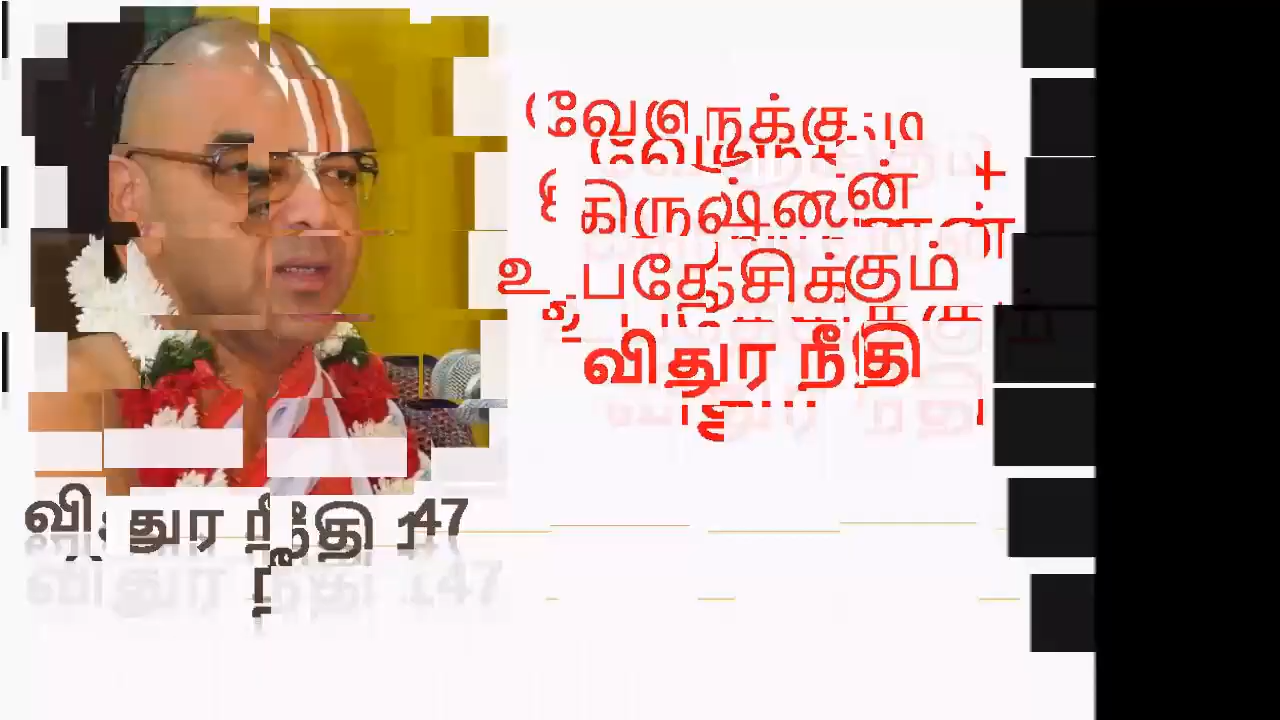 கிருஷ்ணன்
உபதேசிக்கும்
விதுர நீதி
விதுர நீதி 147